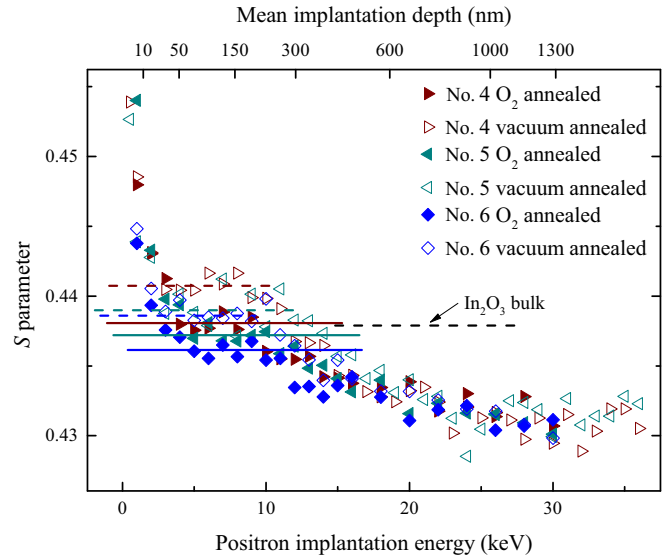 Mean implantation depth (nm)
10 50 150 300 600 1000 1300
No. 4 O₂ annealed
No. 4 vacuum annealed
No. 5 O₂ annealed
No. 5 vacuum annealed
No. 6 O₂ annealed
No. 6 vacuum annealed
In₂O₃ bulk
S parameter
0.45
0.44
0.43
0 10 20 30
Positron implantation energy (keV)